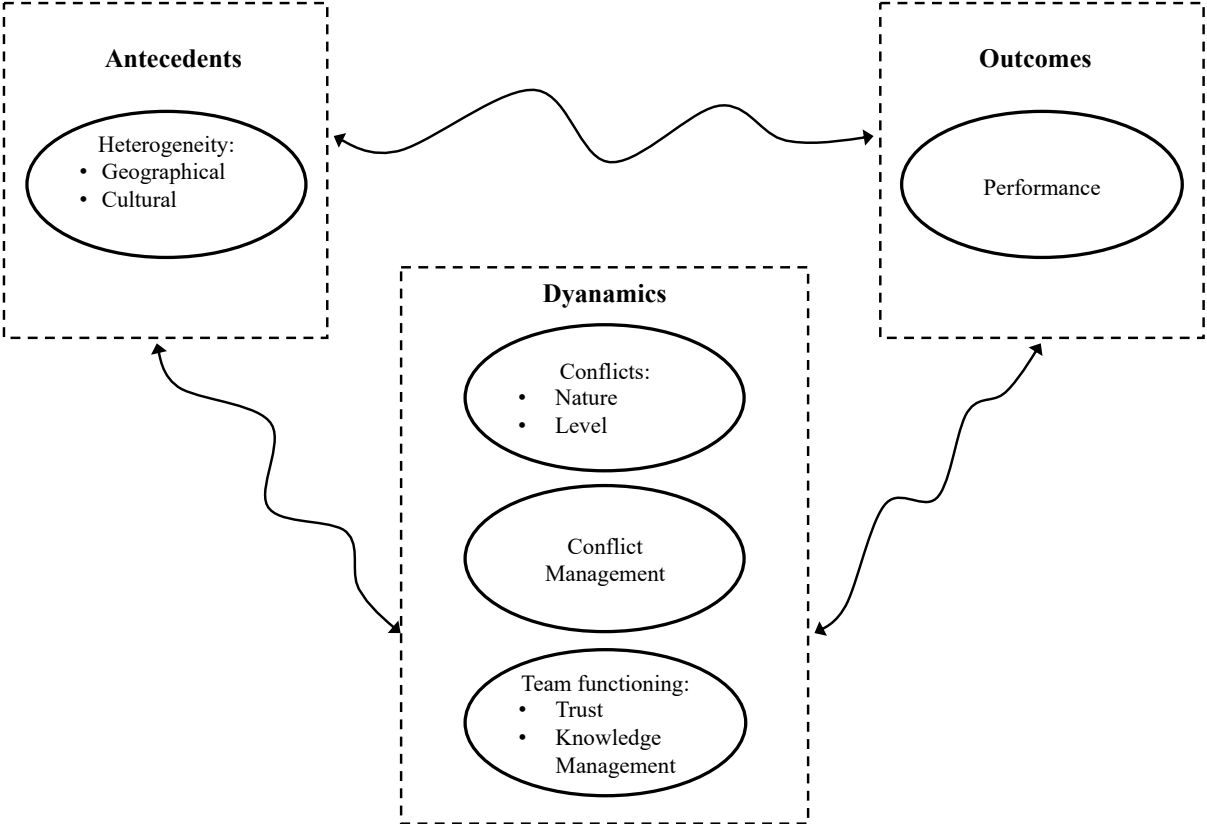 Antecedents
Heterogeneity:
• Geographical
• Cultural
Outcomes
Performance
Dyanamics
Conflicts:
• Nature
• Level
Conflict
Management
Team functioning:
• Trust
• Knowledge
Management